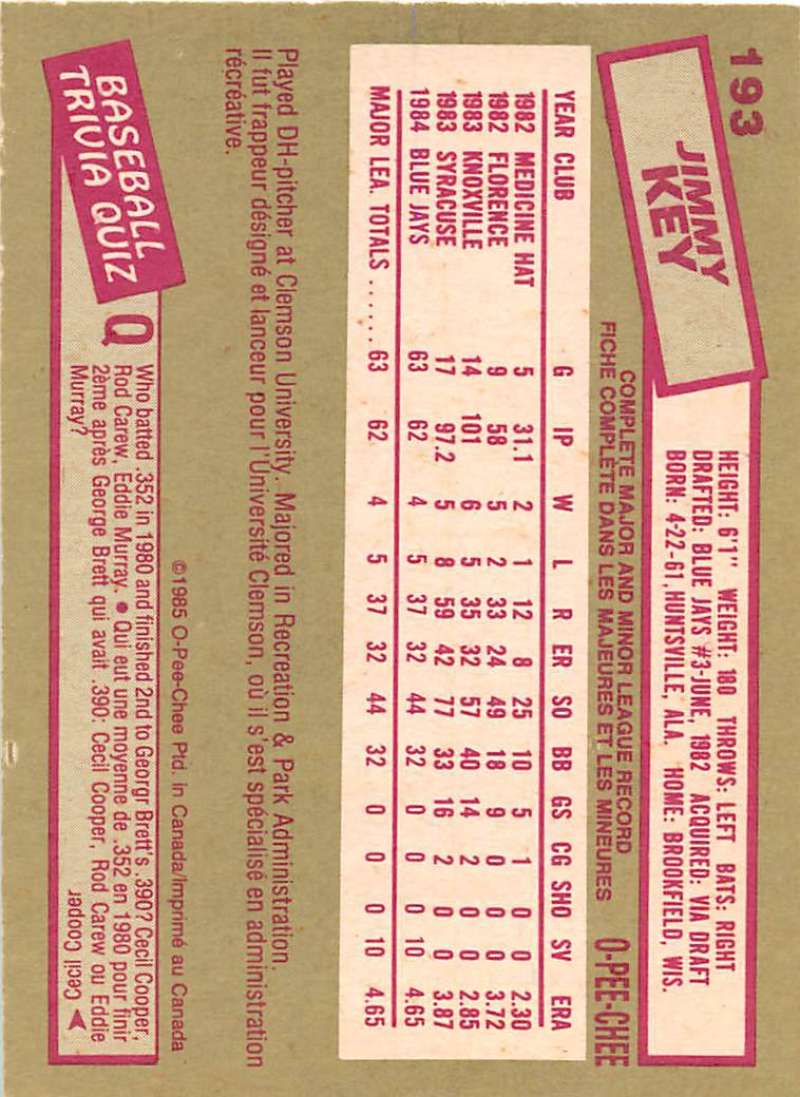 193
JIMMY
KEY
HEIGHT: 6'1" WEIGHT: 180 THROWS: LEFT BATS: RIGHT
DRAFTED: BLUE JAYS #3-JUNE, 1982 ACQUIRED: VIA DRAFT
BORN: 4-22-61, HUNTSVILLE, ALA. HOME: BROOKFIELD, WIS.
COMPLETE MAJOR AND MINOR LEAGUE RECORD
FICHE COMPLÈTE DANS LES MAJEURES ET LES MINEURES
O-PEE-CHEE
YEAR CLUB G IP W L R ER SO BB GS CG SHO SV ERA
1982 MEDICINE HAT 5 31.1 2 1 12 8 25 10 5 1 0 0 2.30
1982 FLORENCE 9 58 5 2 33 24 49 18 9 0 0 0 3.72
1983 KNOXVILLE 14 101 6 5 35 32 57 40 14 2 0 0 2.85
1983 SYRACUSE 17 97.2 5 8 59 42 77 33 16 2 0 0 3.87
1984 BLUE JAYS 63 62 4 5 37 32 44 32 0 0 0 10 4.65
MAJOR LEA. TOTALS ...... 63 62 4 5 37 32 44 32 0 0 0 10 4.65
Played DH-pitcher at Clemson University. Majored in Recreation & Park Administration.
Il fut frappeur désigné et lanceur pour l'Université Clemson, où il s'est spécialisé en administration
récréative.
©1985 O-Pee-Chee Ptd. in Canada/Imprimé au Canada
BASEBALL
TRIVIA QUIZ
Q
Who batted .352 in 1980 and finished 2nd to Georgr Brett's .390? Cecil Cooper,
Rod Carew, Eddie Murray. ● Qui eut une moyenne de .352 en 1980 pour finir
2ème après George Brett qui avait .390: Cecil Cooper, Rod Carew ou Eddie
Murray?
Cecil Cooper